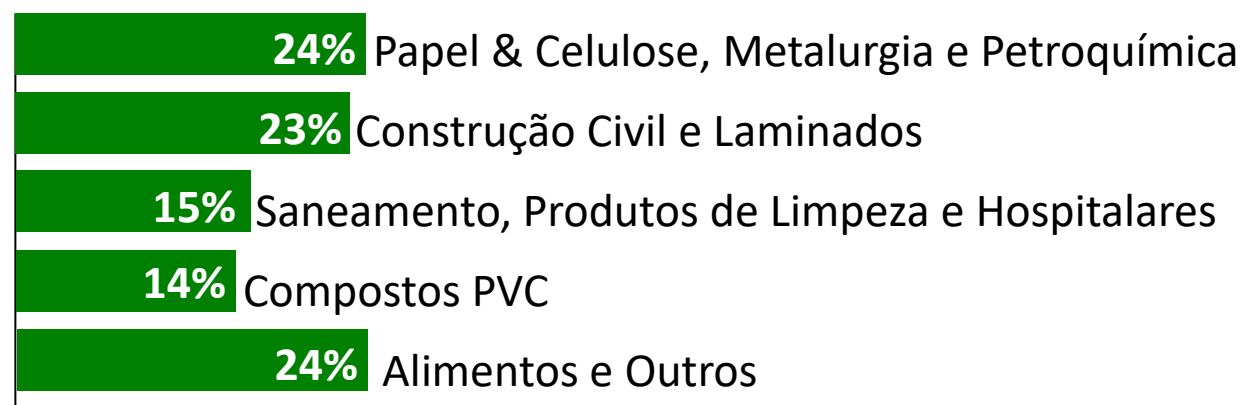 24% Papel & Celulose, Metalurgia e Petroquímica
23% Construção Civil e Laminados
15% Saneamento, Produtos de Limpeza e Hospitalares
14% Compostos PVC
24% Alimentos e Outros